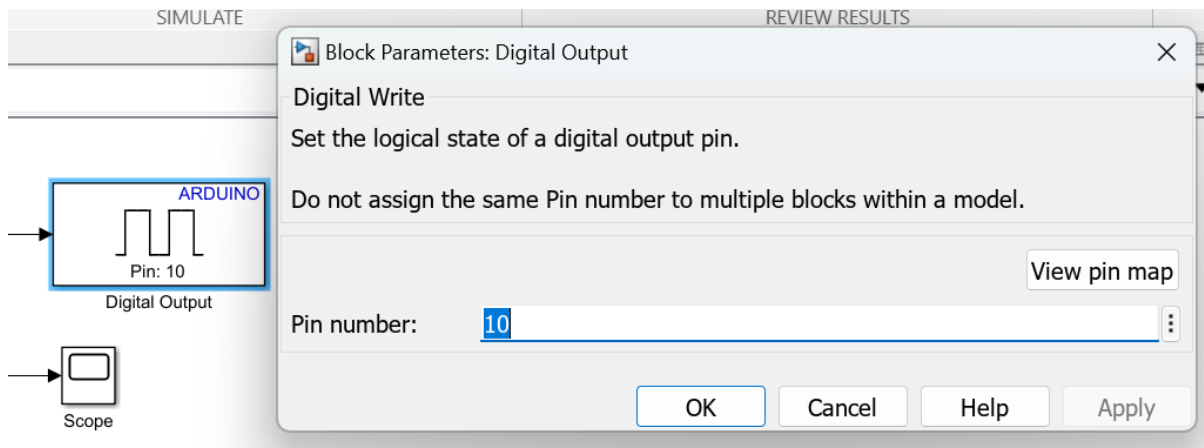 SIMULATE
REVIEW RESULTS
Block Parameters: Digital Output
Digital Write
Set the logical state of a digital output pin.
Do not assign the same Pin number to multiple blocks within a model.
ARDUINO
Pin: 10
Digital Output
View pin map
Pin number:
10
Scope
OK
Cancel
Help
Apply